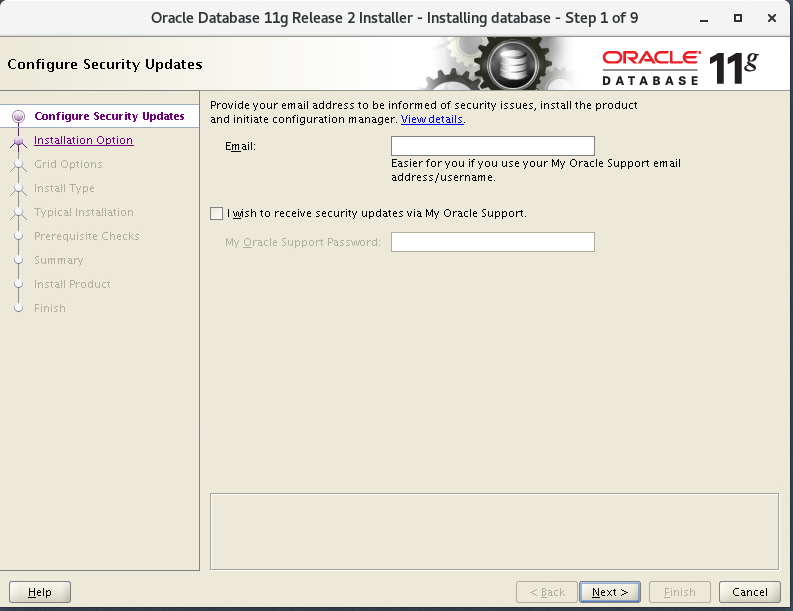 Oracle Database 11g Release 2 Installer - Installing database - Step 1 of 9
Configure Security Updates
ORACLE
DATABASE
11g
Configure Security Updates
Installation Option
Grid Options
Install Type
Typical Installation
Prerequisite Checks
Summary
Install Product
Finish
Provide your email address to be informed of security issues, install the product
and initiate configuration manager. View details.
Email:
Easier for you if you use your My Oracle Support email
address/username.
I wish to receive security updates via My Oracle Support.
My Oracle Support Password:
Help
< Back
Next >
Finish
Cancel